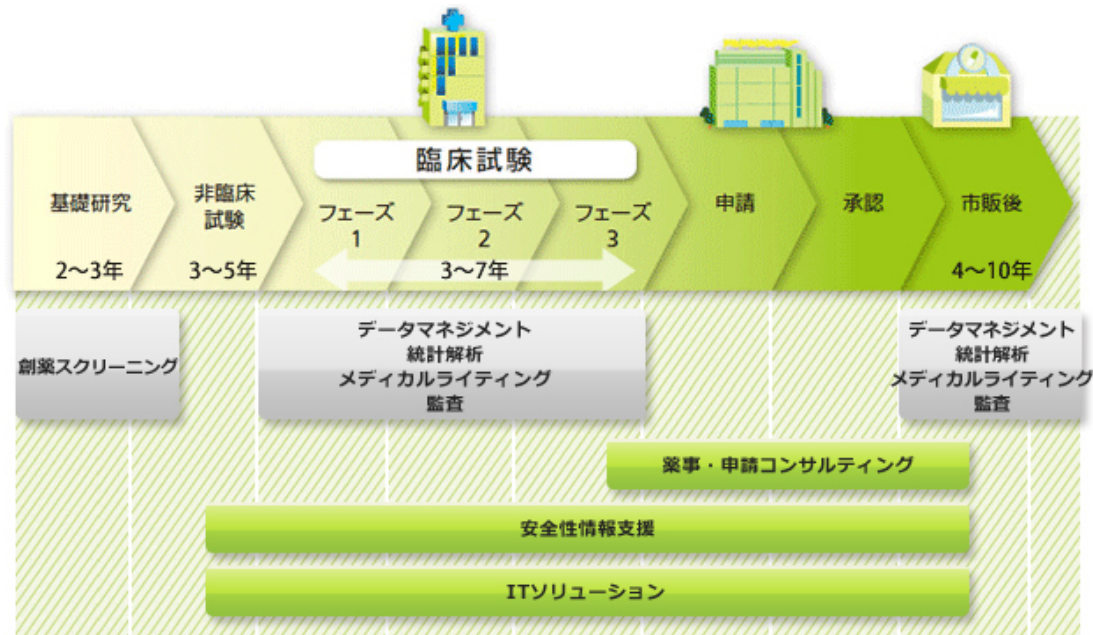 臨床試験
基礎研究
非臨床
試験
フェーズ
1
フェーズ
2
フェーズ
3
申請
承認
市販後
2～3年
3～5年
3～7年
4～10年
創薬スクリーニング
データマネジメント
統計解析
メディカルライティング
監査
データマネジメント
統計解析
メディカルライティング
監査
薬事・申請コンサルティング
安全性情報支援
ITソリューション